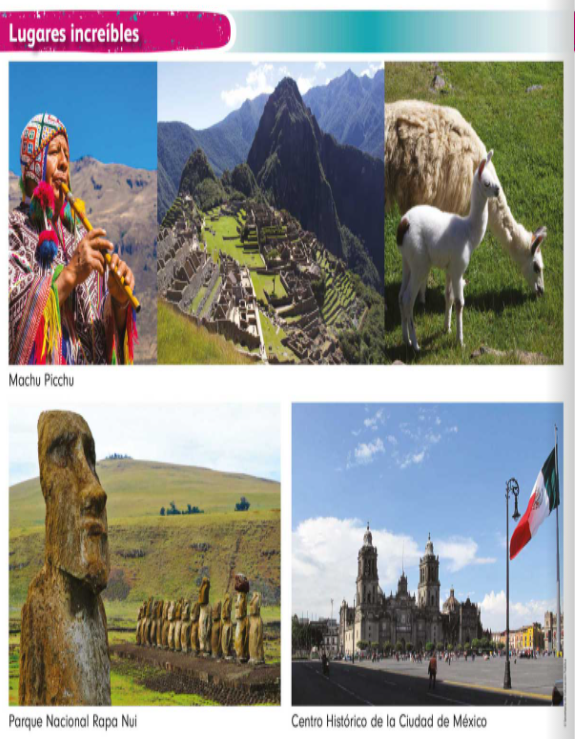 Lugares increíbles
Machu Picchu
Parque Nacional Rapa Nui
Centro Histórico de la Ciudad de México